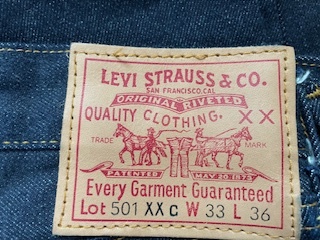 LEVI STRAUSS & CO.
SAN FRANCISCO, CAL
ORIGINAL RIVETED
QUALITY CLOTHING. XX
TRADE MARK
PATENTED MAY 20 1873
Every Garment Guaranteed
Lot 501 XX C W 33 L 36